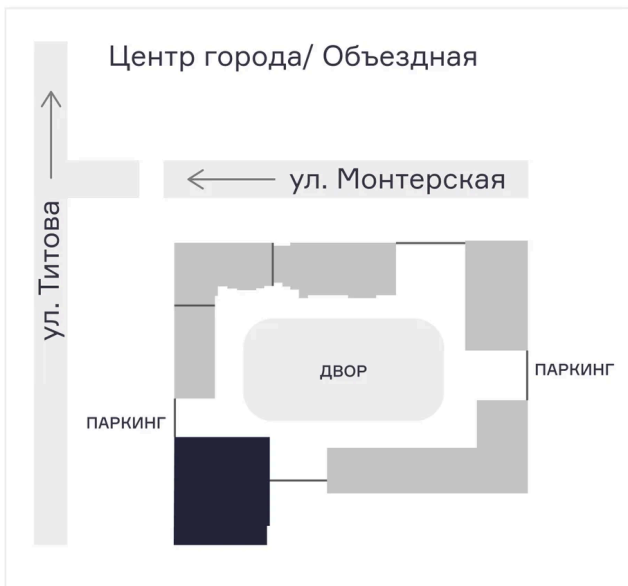 Центр города/ Объездная
ул. Монтерская
ул. Титова
ДВОР
ПАРКИНГ
ПАРКИНГ